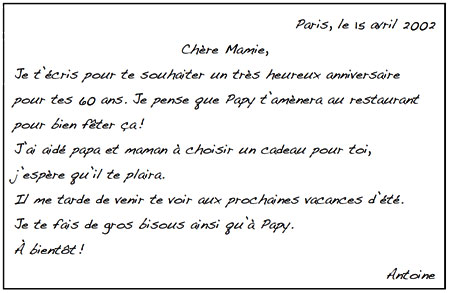 Paris, le 15 avril 2002
Chère Mamie,
Je t'écris pour te souhaiter un très heureux anniversaire
pour tes 60 ans. Je pense que Papy t'amènera au restaurant
pour bien fêter ça !
J'ai aidé papa et maman à choisir un cadeau pour toi,
j'espère qu'il te plaira.
Il me tarde de venir te voir aux prochaines vacances d'été.
Je te fais de gros bisous ainsi qu'à Papy.
À bientôt !
Antoine